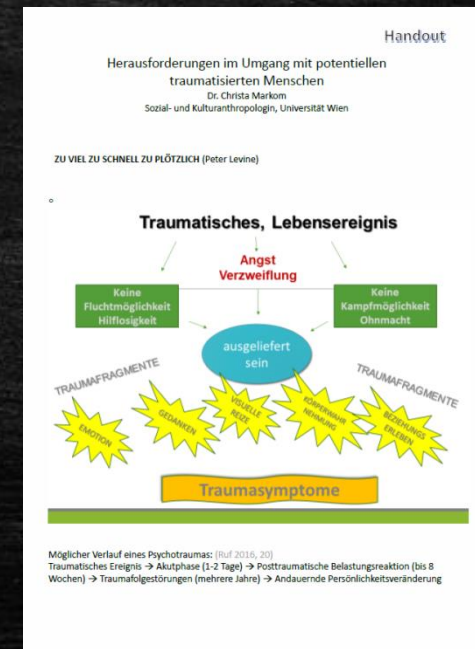 Handout
Herausforderungen im Umgang mit potentiellen
traumatisierten Menschen
Dr. Christa Markom
Sozial- und Kulturanthropologin, Universität Wien
ZU VIEL ZU SCHNELL ZU PLÖTZLICH (Peter Levine)
Traumatisches, Lebensereignis
Angst
Verzweiflung
Keine
Fluchtmöglichkeit
Hilflosigkeit
Keine
Kampfmöglichkeit
Ohnmacht
ausgeliefert
sein
TRAUMAFRAGMENTE
TRAUMAFRAGMENTE
EMOTION
GEDANKEN
VISUELLE
REIZE
KÖRPERWAHR
NEHMUNG
BEZIEHUNGS
ERLEBEN
Traumasymptome
Möglicher Verlauf eines Psychotraumas: (Ruf 2016, 20)
Traumatisches Ereignis → Akutphase (1-2 Tage) → Posttraumatische Belastungsreaktion (bis 8
Wochen) → Traumafolgestörungen (mehrere Jahre) → Andauernde Persönlichkeitsveränderung